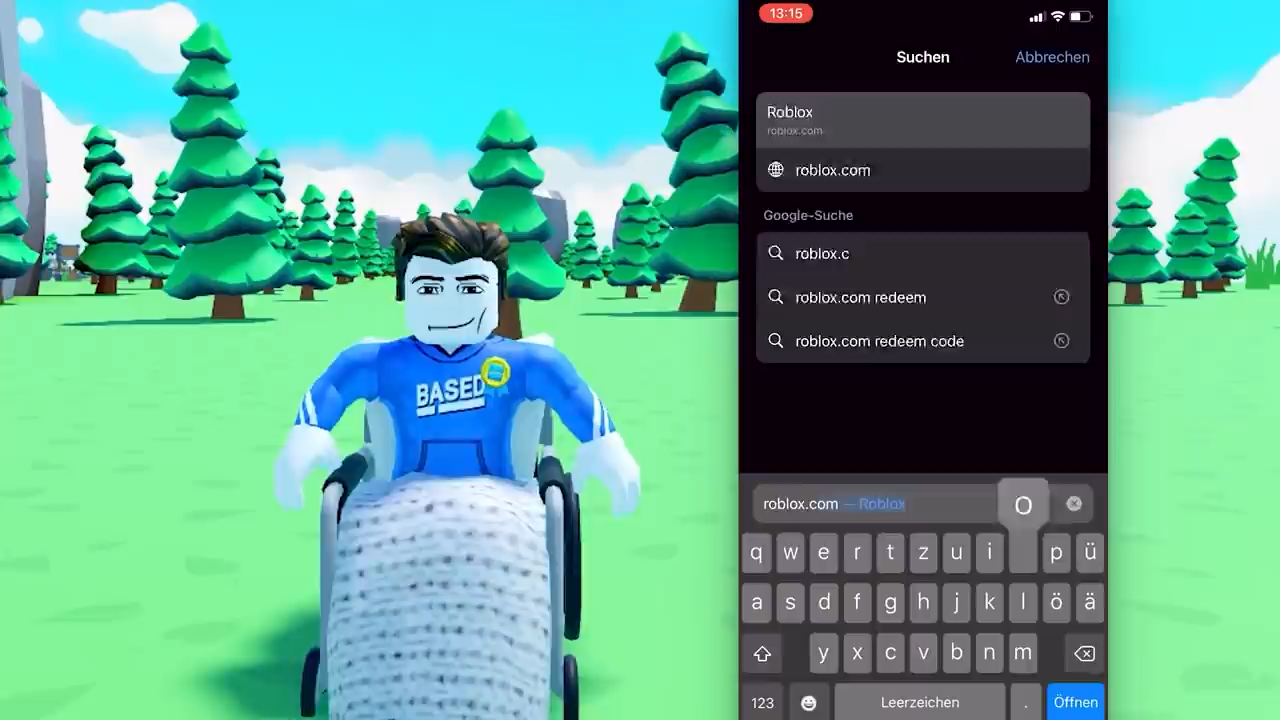 BASED
13:15
Suchen
Abbrechen
Roblox
roblox.com
roblox.com
Google-Suche
roblox.c
roblox.com redeem
roblox.com redeem code
roblox.com — Roblox
o
q w e r t z u i p ü
a s d f g h j k l ö ä
y x c v b n m
123
Leerzeichen
.
Öffnen